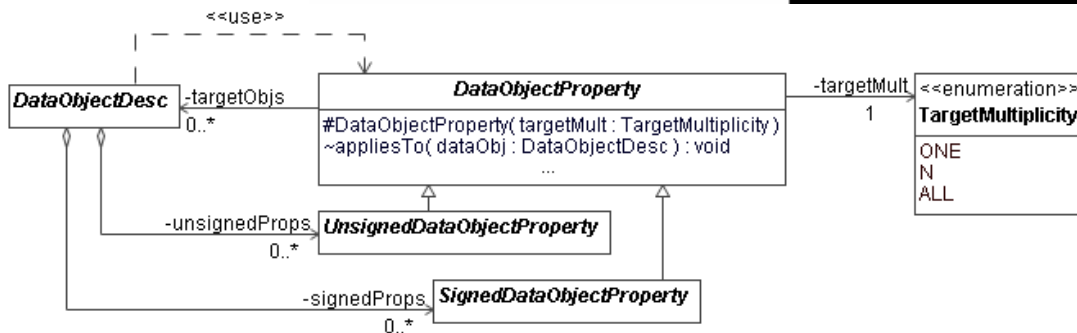 <<use>>
DataObjectDesc
-targetObjs
0..*
DataObjectProperty
#DataObjectProperty( targetMult : TargetMultiplicity )
~appliesTo( dataObj : DataObjectDesc ) : void
...
-targetMult
1
<<enumeration>>
TargetMultiplicity
ONE
N
ALL
-unsignedProps
0..*
UnsignedDataObjectProperty
-signedProps
0..*
SignedDataObjectProperty